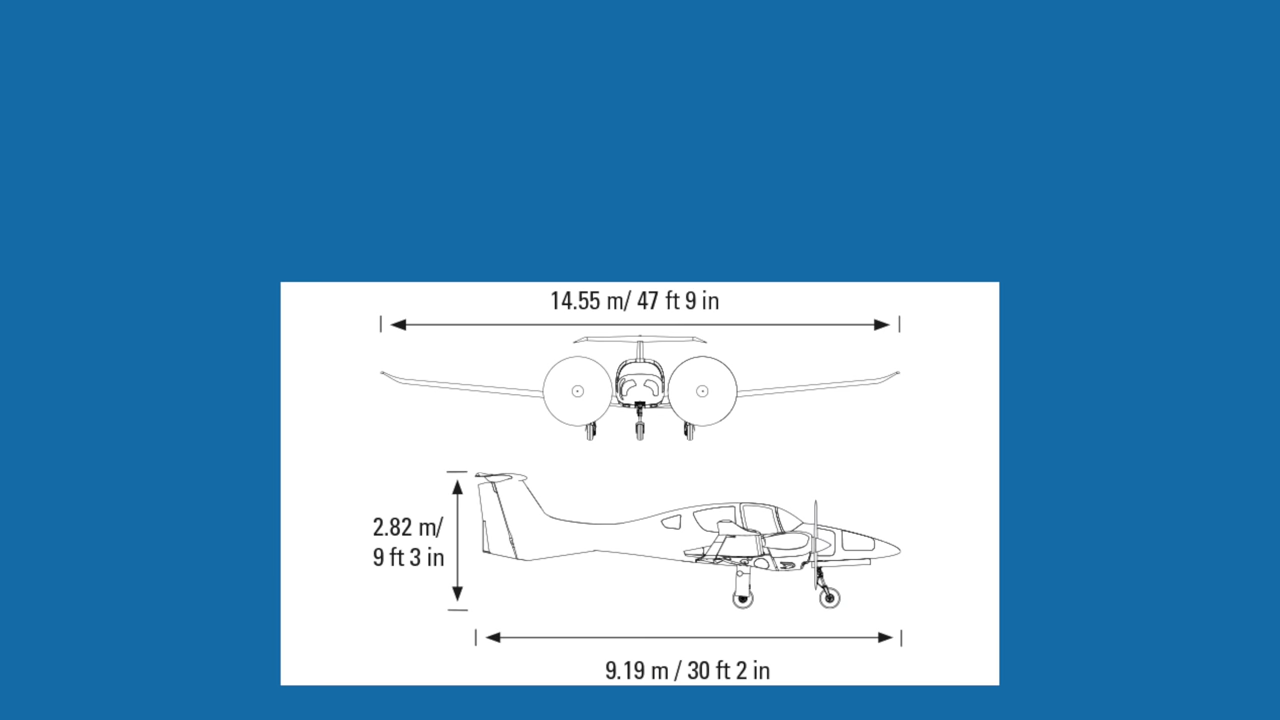 14.55 m/ 47 ft 9 in
2.82 m/
9 ft 3 in
9.19 m / 30 ft 2 in